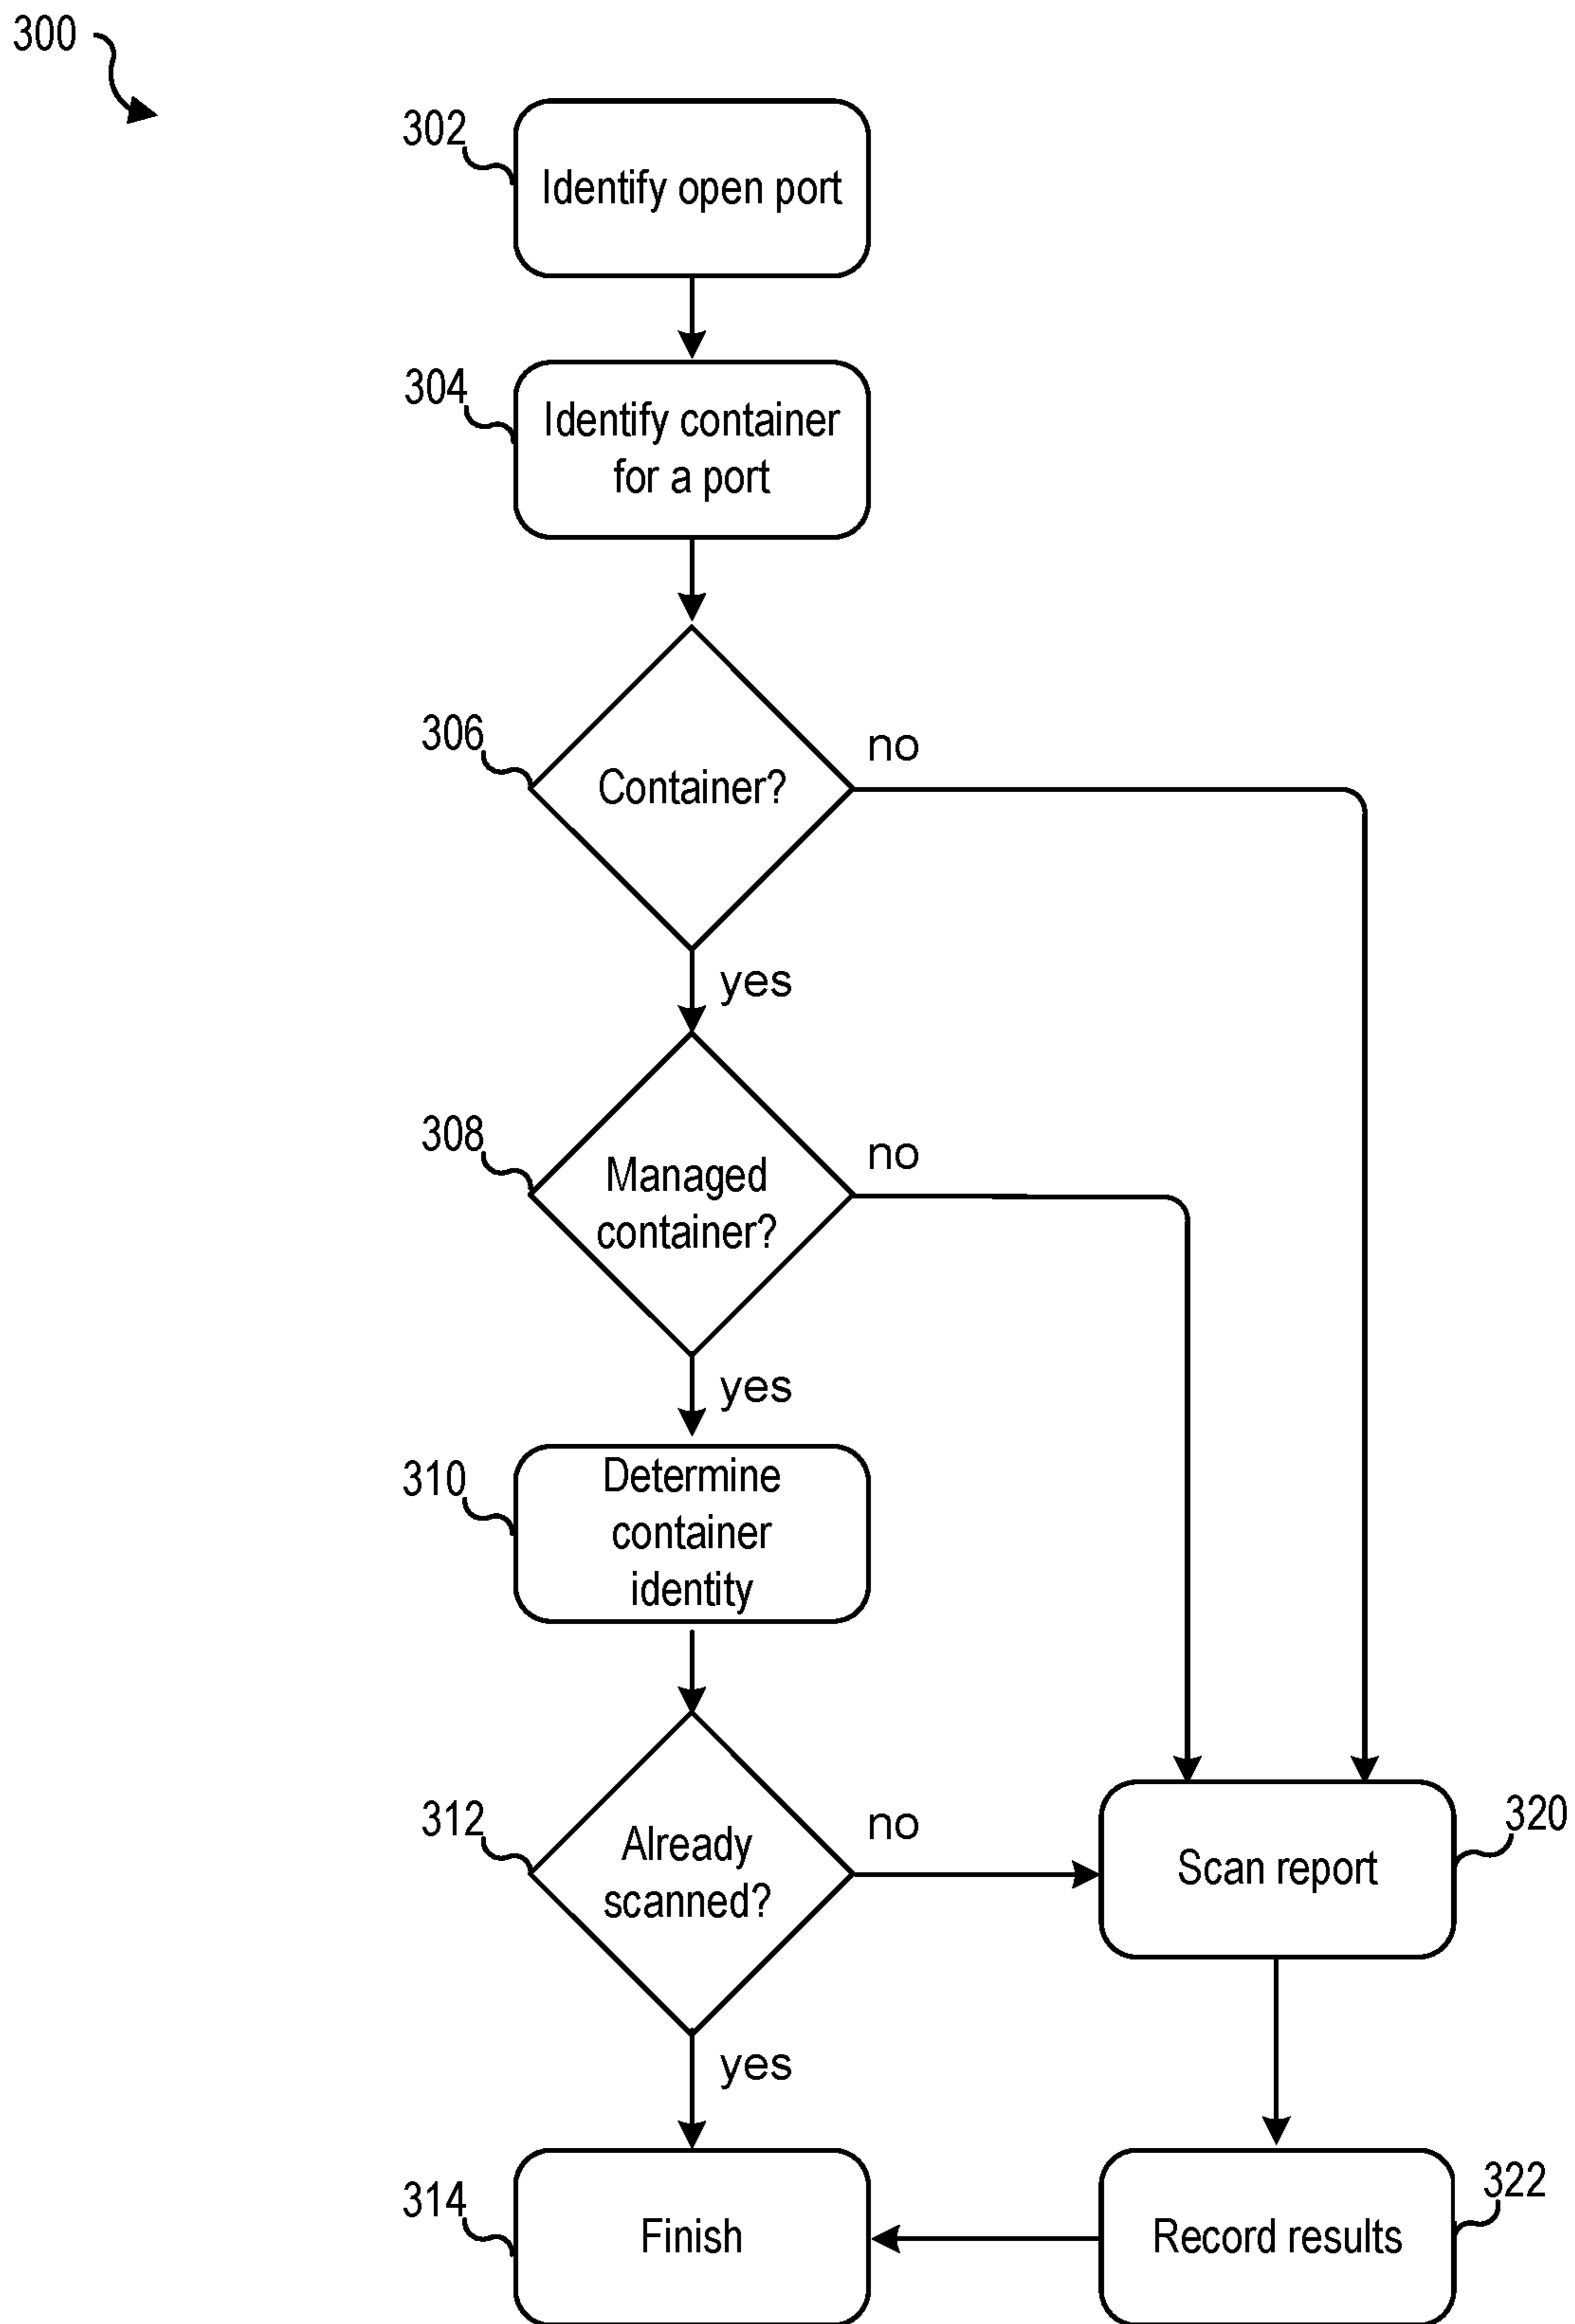 300
302
Identify open port
304
Identify container
for a port
306
Container?
no
yes
308
Managed
container?
no
yes
310
Determine
container
identity
312
Already
scanned?
no
yes
320
Scan report
314
Finish
322
Record results